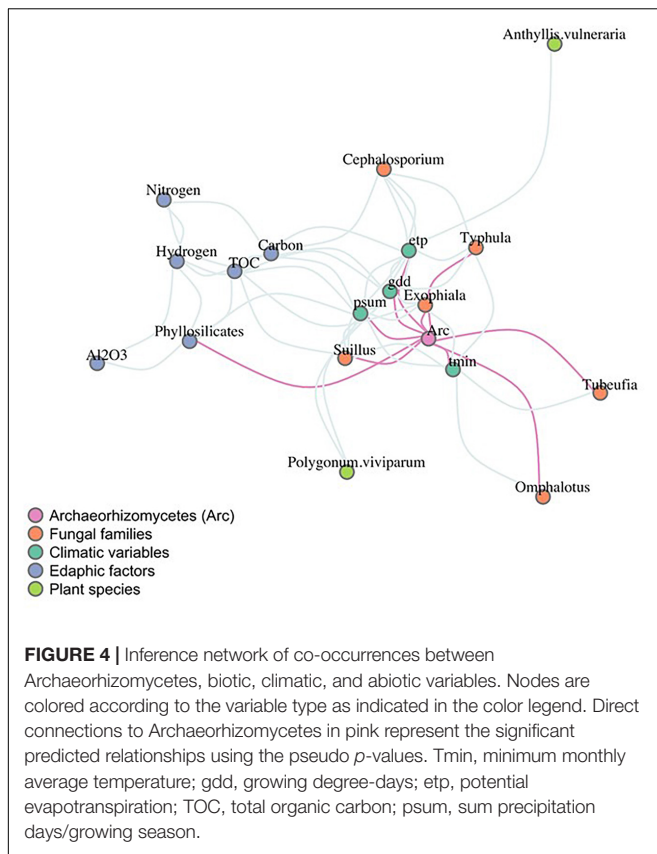 Anthyllis.vulneraria
Cephalosporium
Nitrogen
Typhula
etp
Carbon
Hydrogen
TOC
gdd
Exophiala
psum
Phyllosilicates
Arc
Suillus
tmin
Al2O3
Tubeufia
Polygonum.viviparum
Omphalotus
Archaeorhizomycetes (Arc)
Fungal families
Climatic variables
Edaphic factors
Plant species
FIGURE 4 | Inference network of co-occurrences between
Archaeorhizomycetes, biotic, climatic, and abiotic variables. Nodes are
colored according to the variable type as indicated in the color legend. Direct
connections to Archaeorhizomycetes in pink represent the significant
predicted relationships using the pseudo p-values. Tmin, minimum monthly
average temperature; gdd, growing degree-days; etp, potential
evapotranspiration; TOC, total organic carbon; psum, sum precipitation
days/growing season.